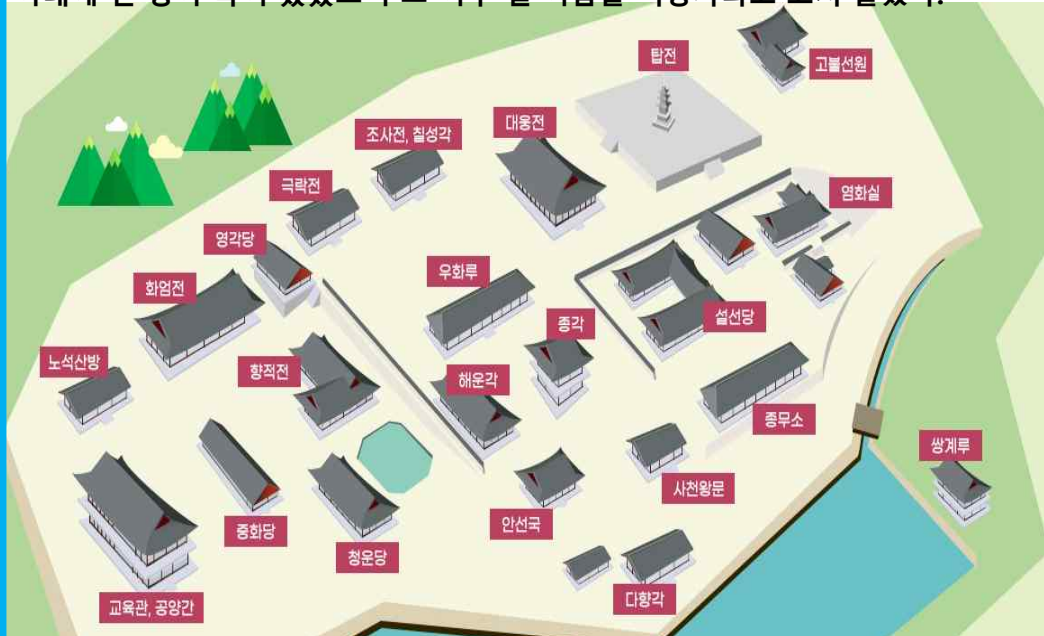 고불선원
탑전
대웅전
조사전, 칠성각
극락전
염화실
영각당
화엄전
우화루
설선당
종각
노석산방
향적전
해운각
종무소
쌍계루
사천왕문
안선국
중화당
청운당
다향각
교육관, 공양간